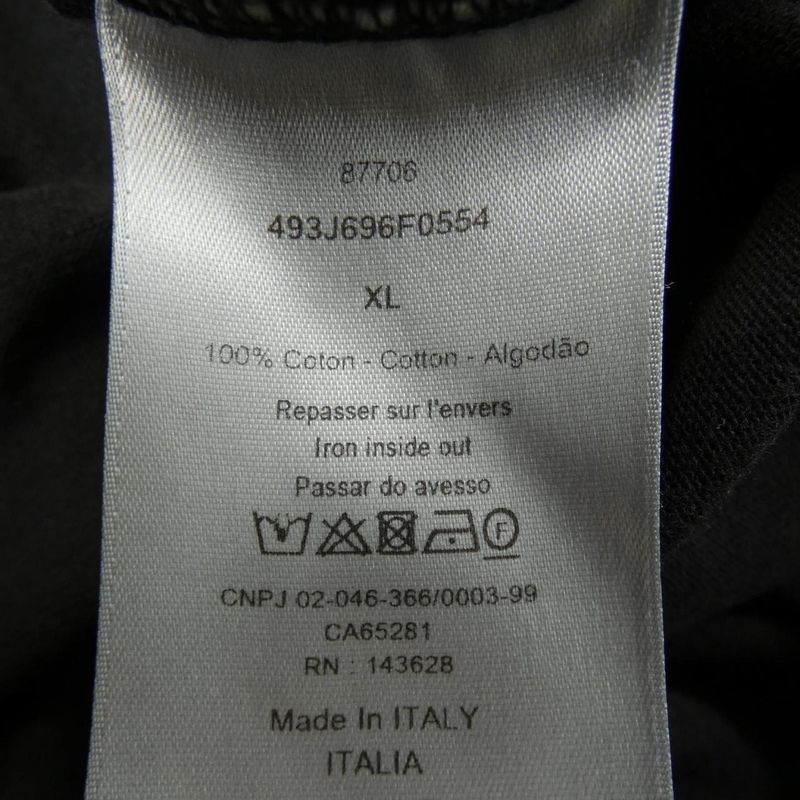 87706
493J696F0554
XL
100% Coton - Cotton - Algodão
Repasser sur l'envers
Iron inside out
Passar do avesso
F
CNPJ 02-046-366/0003-99
CA65281
RN : 143628
Made In ITALY
ITALIA